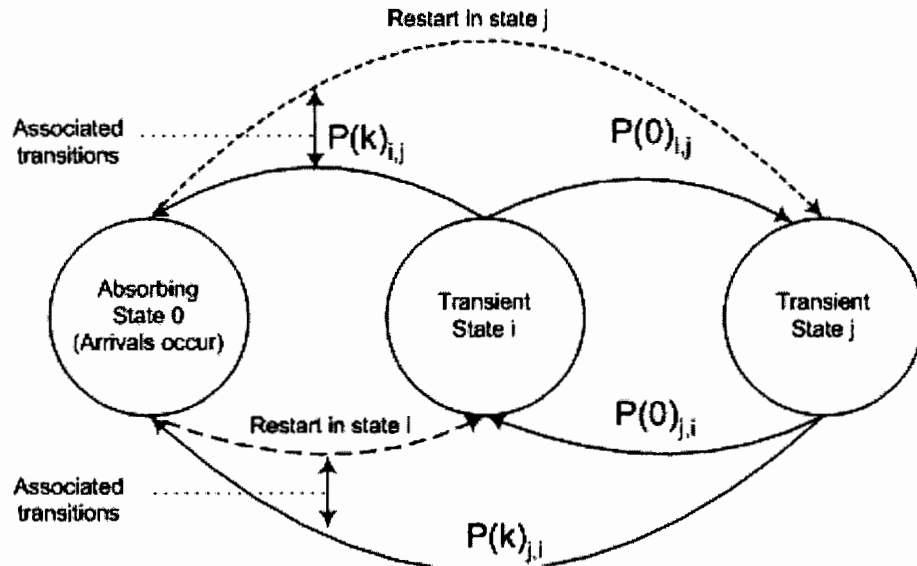 Restart in state j
Associated
transitions
P(k)i,j
P(0)i,j
Absorbing
State 0
(Arrivals occur)
Transient
State i
Transient
State j
Restart in state i
P(0)j,i
Associated
transitions
P(k)j,i